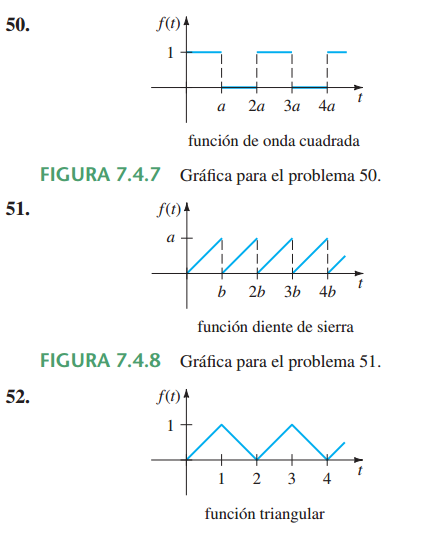 50.
f(t)
1
a 2a 3a 4a t
función de onda cuadrada
FIGURA 7.4.7 Gráfica para el problema 50.
51.
f(t)
a
b 2b 3b 4b t
función diente de sierra
FIGURA 7.4.8 Gráfica para el problema 51.
52.
f(t)
1
1 2 3 4 t
función triangular